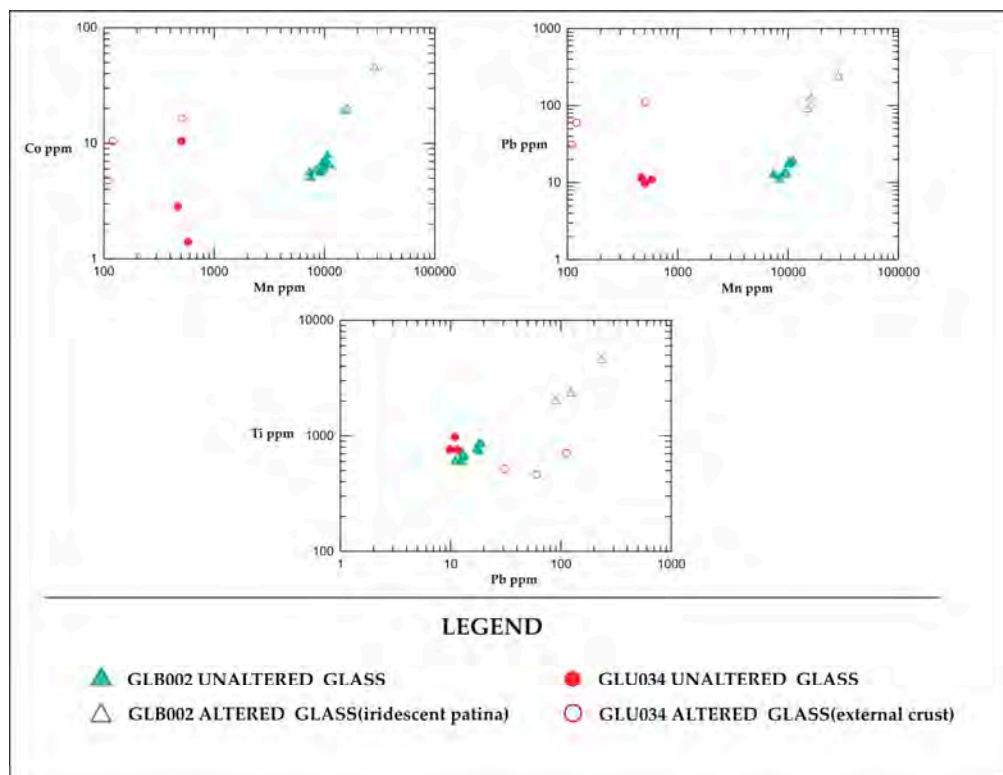 100
10
1
Co ppm
100
1000
10000
100000
Mn ppm
1000
100
10
1
Pb ppm
100
1000
10000
100000
Mn ppm
10000
1000
100
Ti ppm
1
10
100
1000
Pb ppm
LEGEND
GLB002 UNALTERED GLASS
GLU034 UNALTERED GLASS
GLB002 ALTERED GLASS(iridescent patina)
GLU034 ALTERED GLASS(external crust)